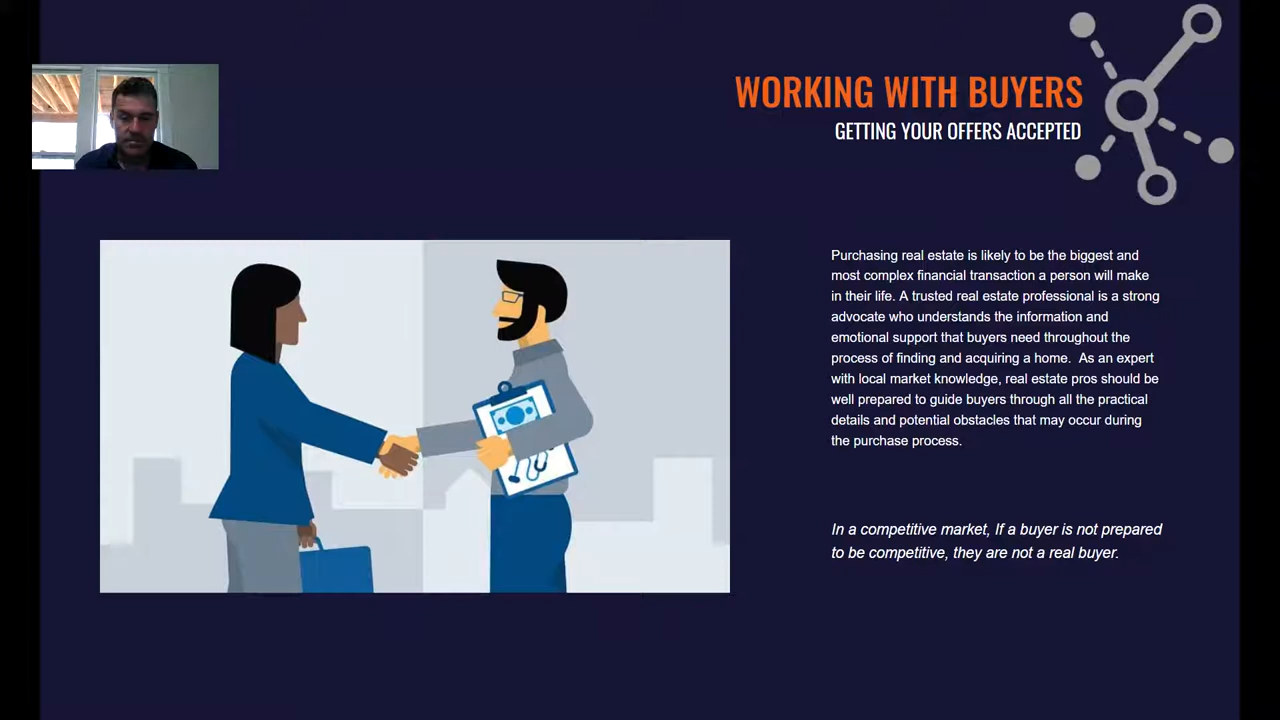 WORKING WITH BUYERS
GETTING YOUR OFFERS ACCEPTED
Purchasing real estate is likely to be the biggest and
most complex financial transaction a person will make
in their life. A trusted real estate professional is a strong
advocate who understands the information and
emotional support that buyers need throughout the
process of finding and acquiring a home.  As an expert
with local market knowledge, real estate pros should be
well prepared to guide buyers through all the practical
details and potential obstacles that may occur during
the purchase process.
In a competitive market, If a buyer is not prepared
to be competitive, they are not a real buyer.